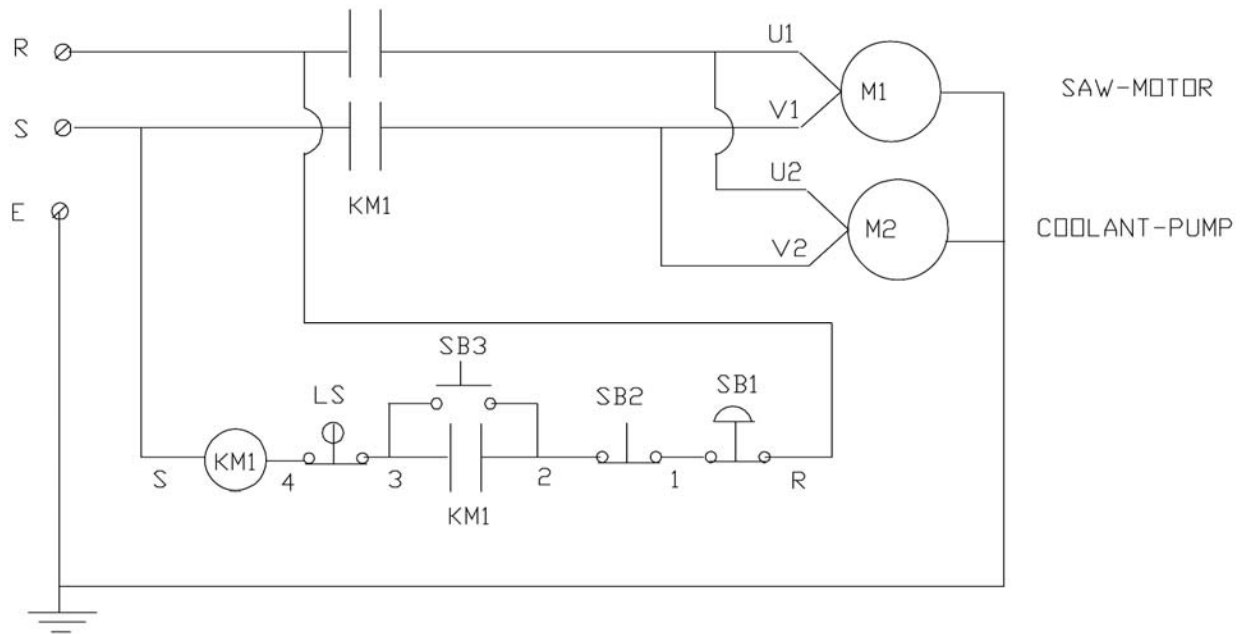 R
U1
M1
SAW-MOTOR
S
V1
E
KM1
U2
M2
COOLANT-PUMP
V2
SB3
LS
SB2
SB1
S
KM1
4
3
2
1
R
KM1